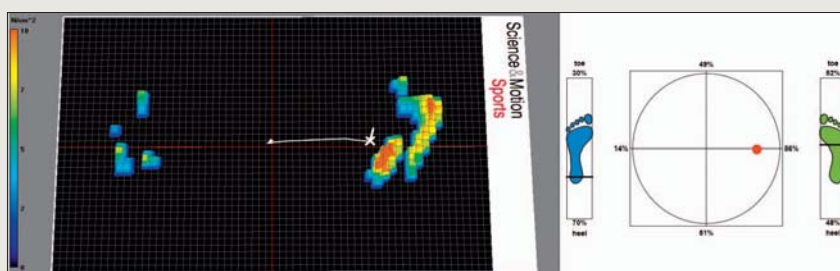 N/cm^2
10
7
5
2
0
Science&Motion
Sports
toe
30%
70%
heel
49%
14%
86%
51%
toe
52%
48%
heel